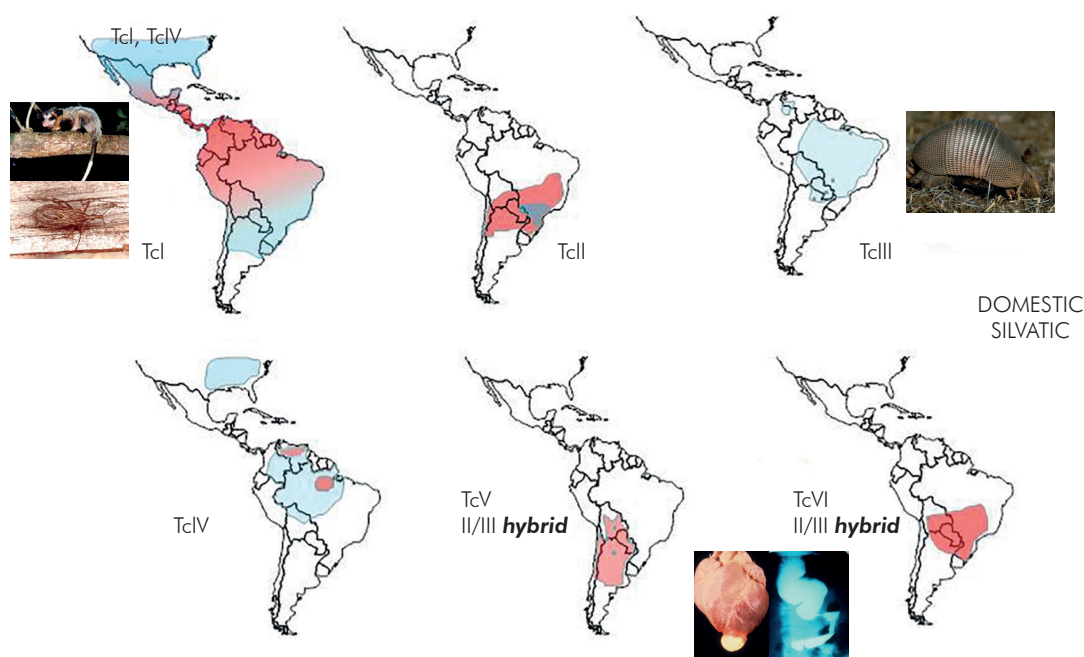 TcI, TcIV
TcI
TcII
TcIII
DOMESTIC
SILVATIC
TcIV
TcV
II/III hybrid
TcVI
II/III hybrid